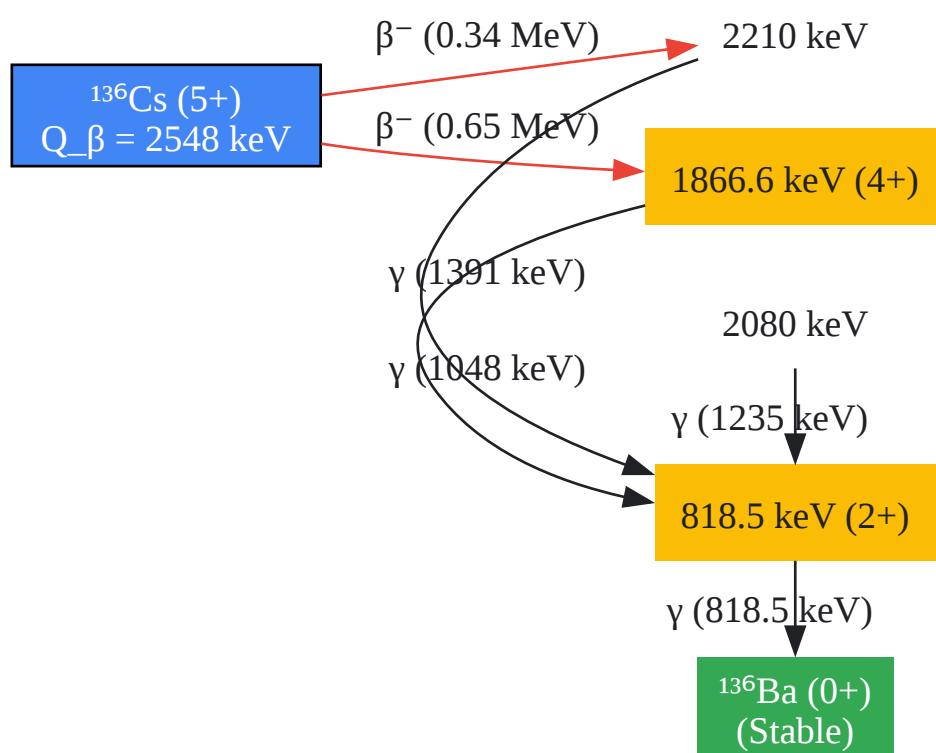 β⁻ (0.34 MeV)
2210 keV
¹³⁶Cs (5+)
Q_β = 2548 keV
β⁻ (0.65 MeV)
1866.6 keV (4+)
γ (1391 keV)
2080 keV
γ (1048 keV)
γ (1235 keV)
818.5 keV (2+)
γ (818.5 keV)
¹³⁶Ba (0+)
(Stable)